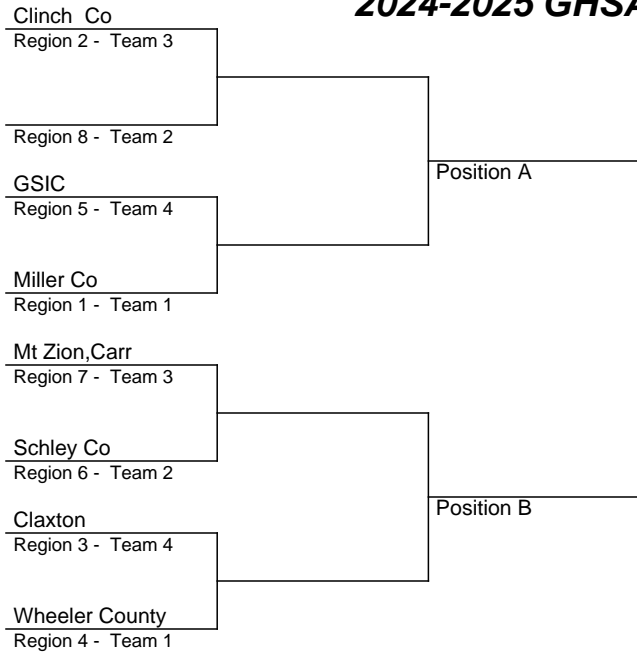 2024-2025 GHSA
Clinch Co
Region 2 - Team 3
Region 8 - Team 2
Position A
GSIC
Region 5 - Team 4
Miller Co
Region 1 - Team 1
Mt Zion,Carr
Region 7 - Team 3
Schley Co
Region 6 - Team 2
Position B
Claxton
Region 3 - Team 4
Wheeler County
Region 4 - Team 1